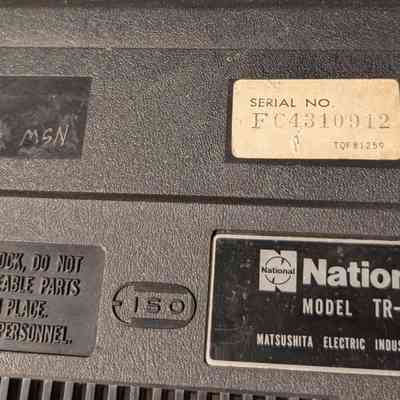 MSN
SERIAL NO.
FC4310912
TQF81259
OCK, DO NOT
EABLE PARTS
PLACE.
PERSONNEL.
ISO
National
Nation
MODEL TR-
MATSUSHITA ELECTRIC INDUS